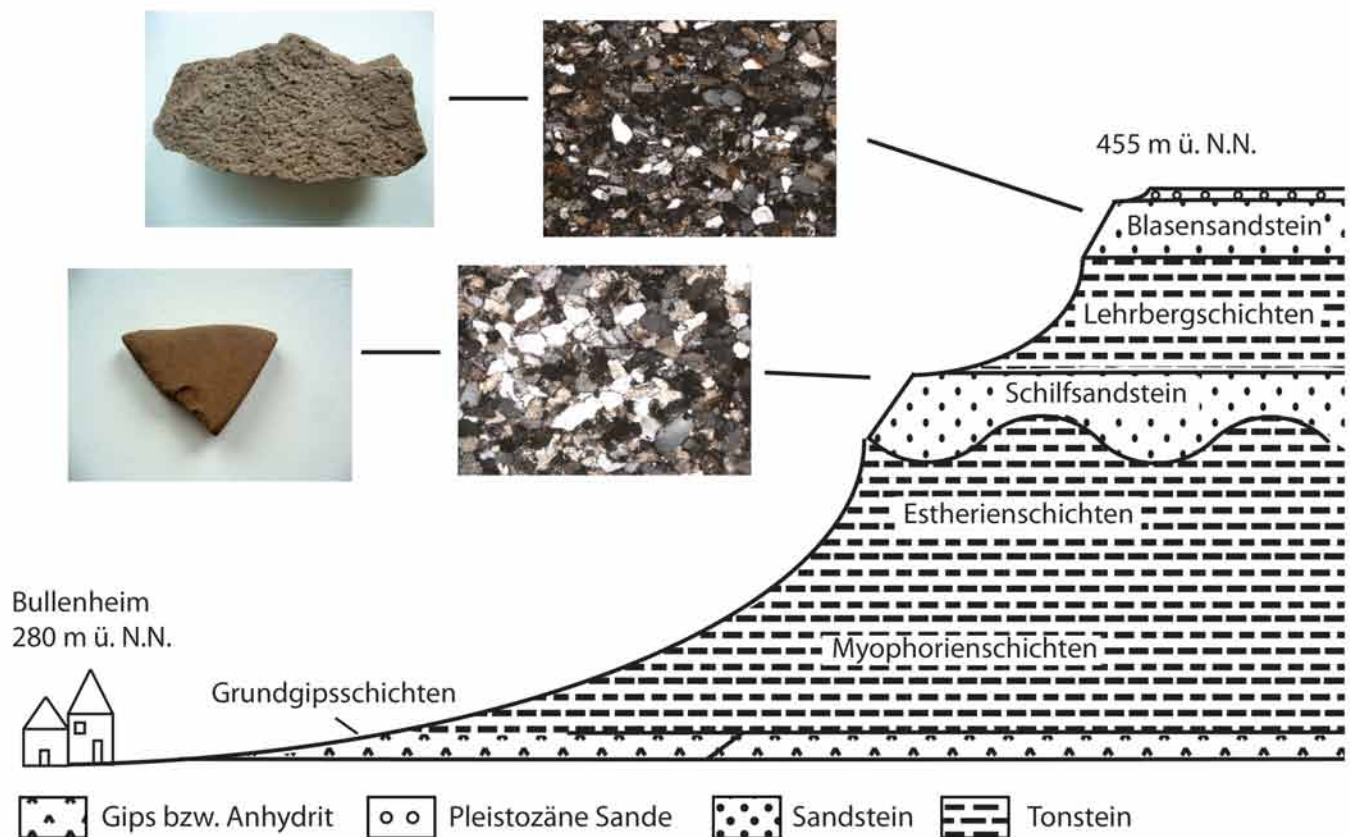 455 m ü. N.N.
Blasensandstein
Lehrbergschichten
Schilfsandstein
Estherienschichten
Bullenheim
280 m ü. N.N.
Myophorienschichten
Grundgipsschichten
Gips bzw. Anhydrit
Pleistozäne Sande
Sandstein
Tonstein